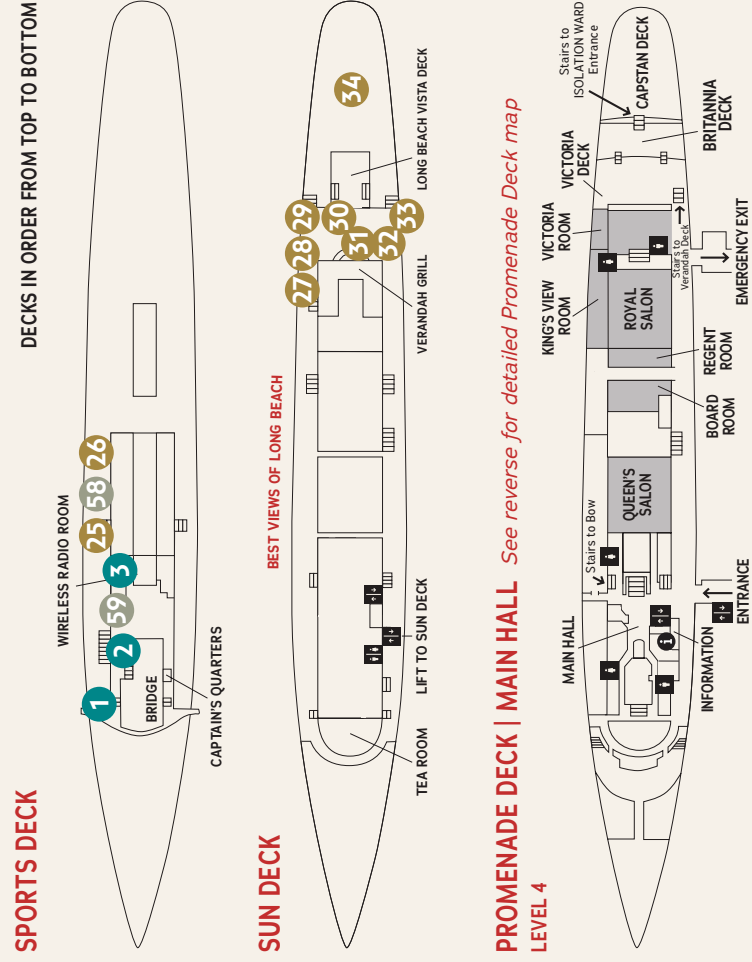 DECKS IN ORDER FROM TOP TO BOTTOM
SPORTS DECK
WIRELESS RADIO ROOM
1
2
59
3
25
58
26
BRIDGE
CAPTAIN'S QUARTERS
SUN DECK
BEST VIEWS OF LONG BEACH
27
28
29
30
31
32
33
34
TEA ROOM
LIFT TO SUN DECK
VERANDAH GRILL
LONG BEACH VISTA DECK
PROMENADE DECK | MAIN HALL See reverse for detailed Promenade Deck map
LEVEL 4
MAIN HALL
Stairs to Bow
KING'S VIEW
ROOM
VICTORIA
ROOM
VICTORIA
DECK
Stairs to
ISOLATION WARD
Entrance
CAPSTAN DECK
QUEEN'S
SALON
ROYAL
SALON
i
INFORMATION
ENTRANCE
BOARD
ROOM
REGENT
ROOM
Stairs to
Verandah Deck
EMERGENCY EXIT
BRITANNIA
DECK